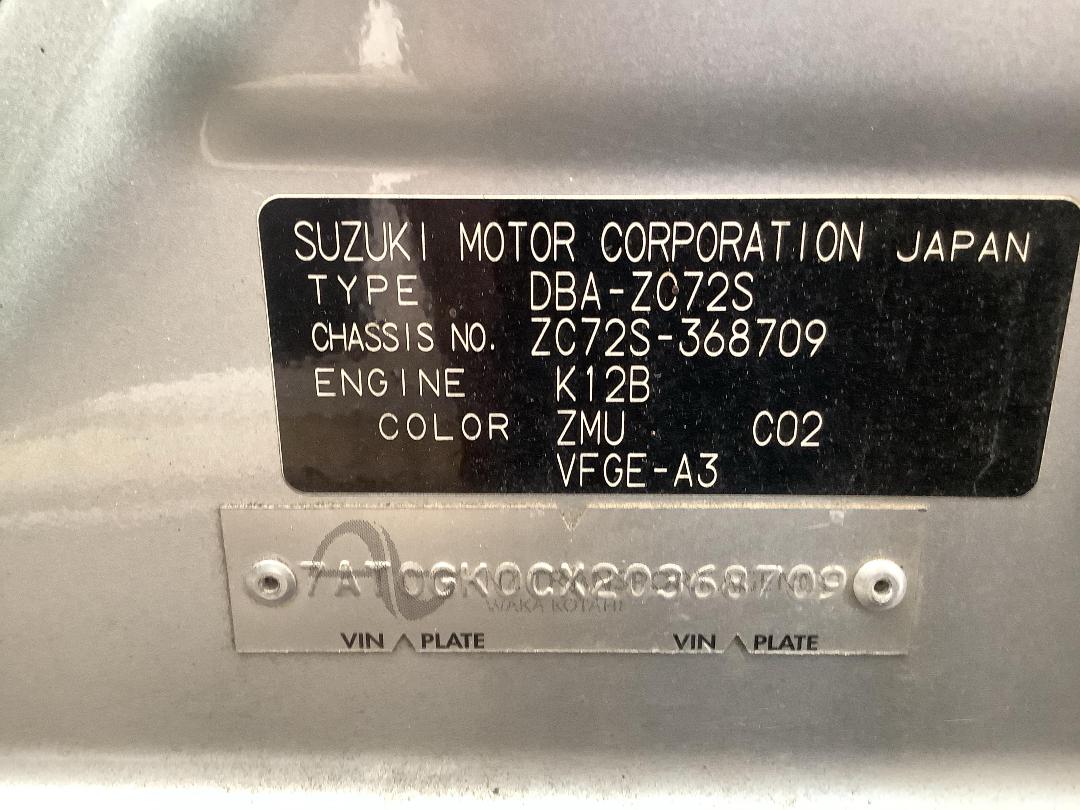 SUZUKI MOTOR CORPORATION JAPAN
TYPE DBA-ZC72S
CHASSIS NO. ZC72S-368709
ENGINE K12B
COLOR ZMU C02
VFGE-A3
7AT0GK0CX20368709
WAKA KOTAHI
VIN PLATE VIN PLATE